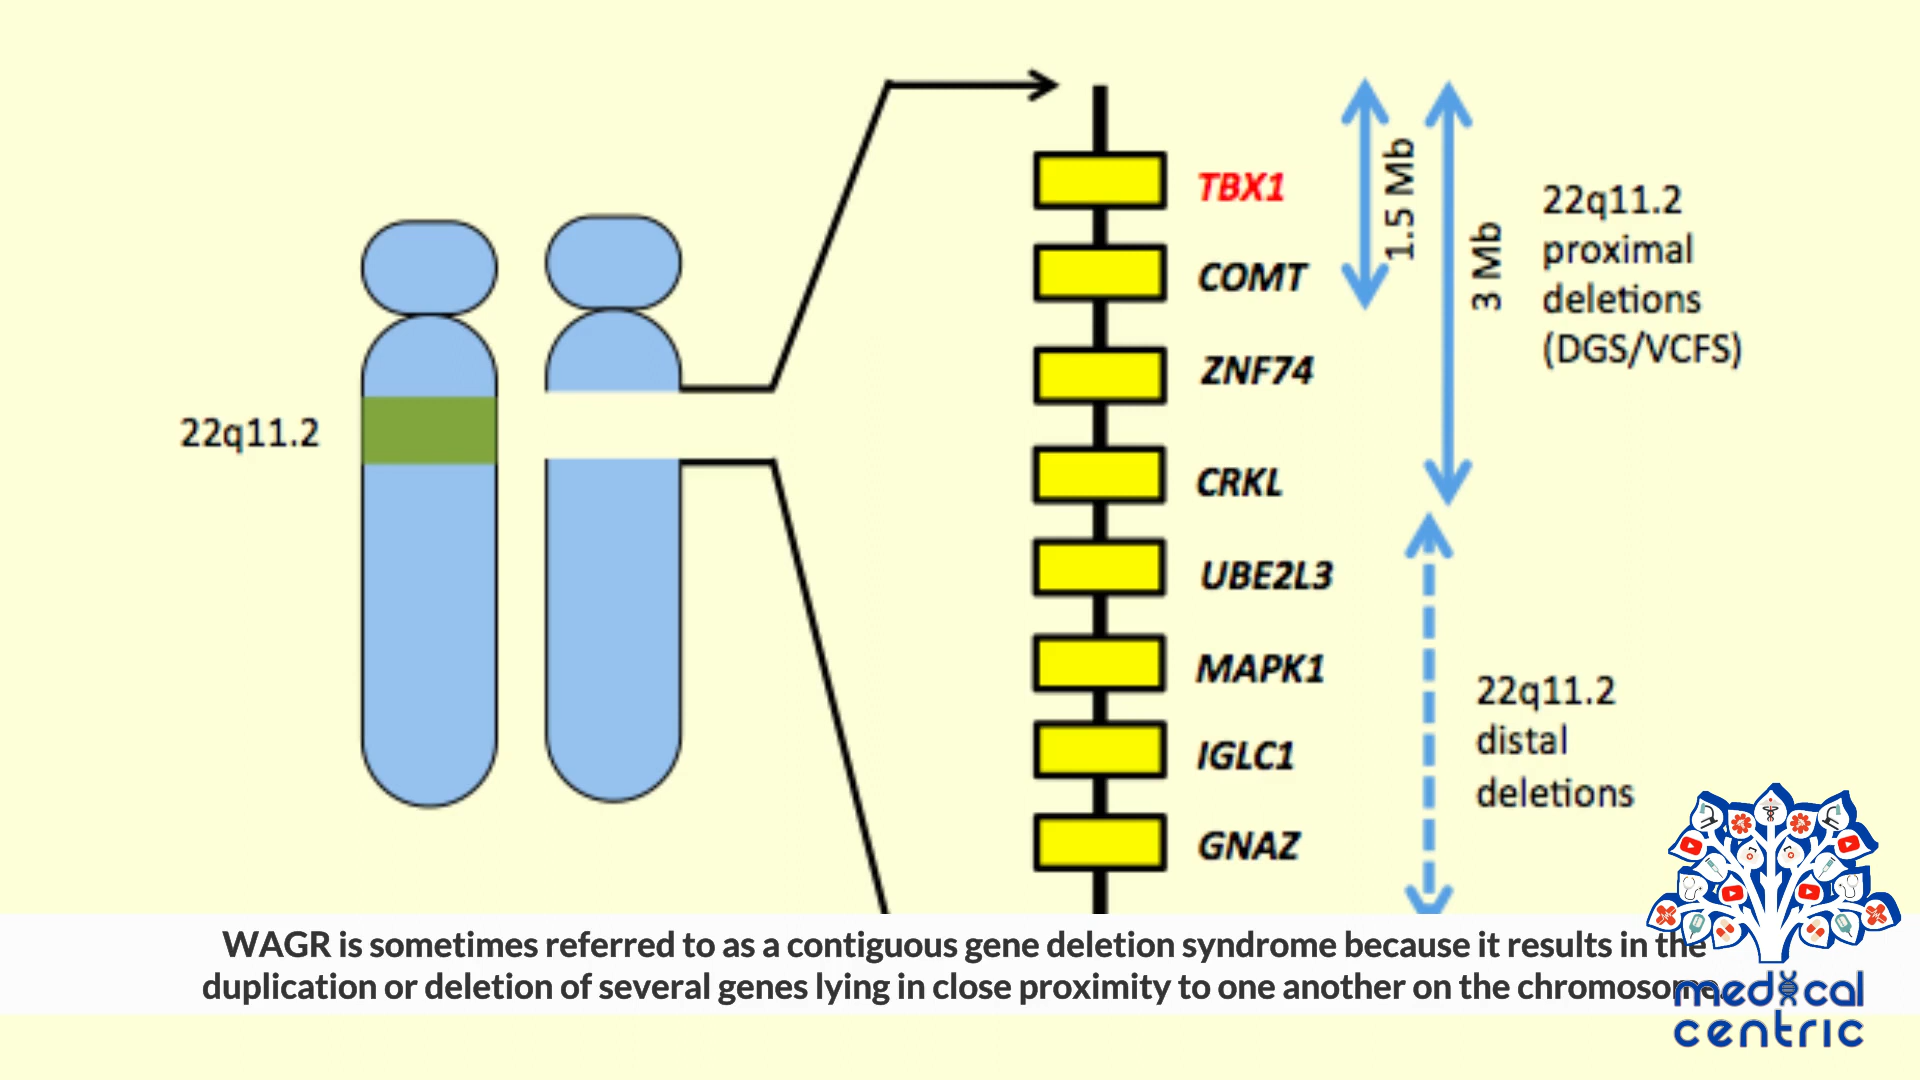 22q11.2
TBX1
COMT
ZNF74
CRKL
UBE2L3
MAPK1
IGLC1
GNAZ
1.5 Mb
3 Mb
22q11.2
proximal
deletions
(DGS/VCFS)
22q11.2
distal
deletions
WAGR is sometimes referred to as a contiguous gene deletion syndrome because it results in the
duplication or deletion of several genes lying in close proximity to one another on the chromosome.
medical
centric